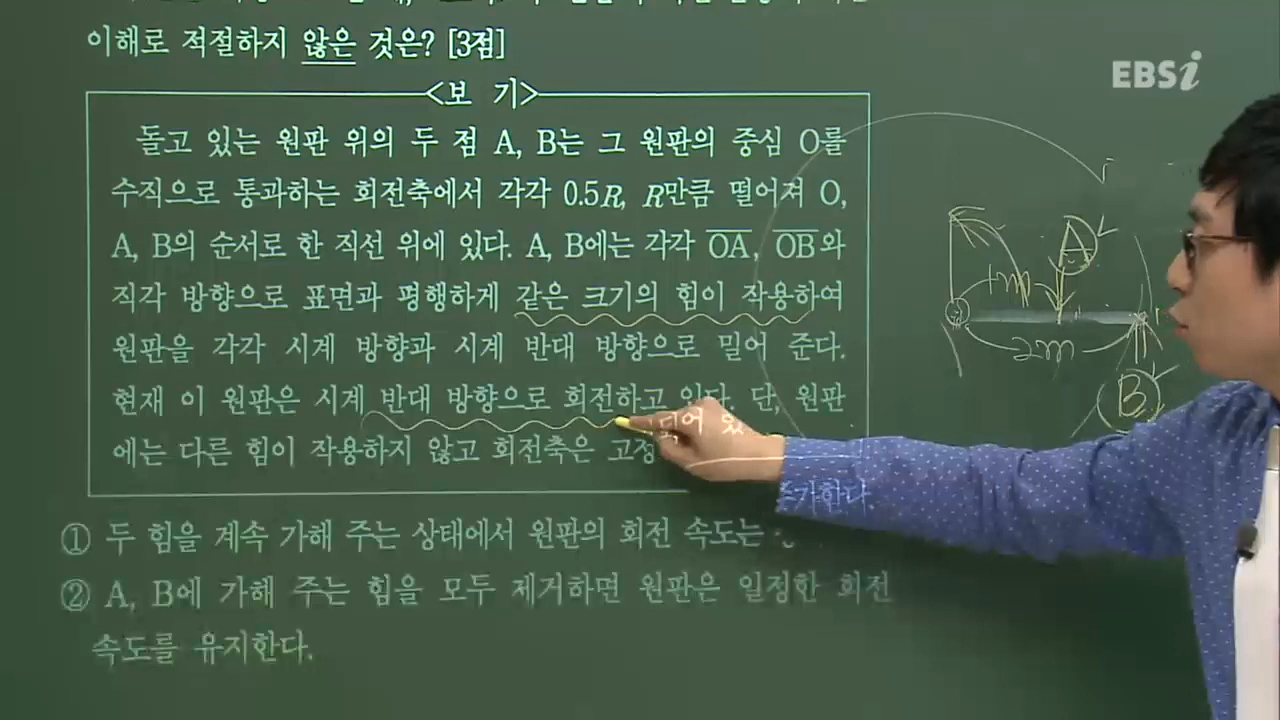 이해로 적절하지 않은 것은? [3점]
EBSi
<보 기>
돌고 있는 원판 위의 두 점 A, B는 그 원판의 중심 O를
수직으로 통과하는 회전축에서 각각 0.5R, R만큼 떨어져 O,
A, B의 순서로 한 직선 위에 있다. A, B에는 각각 OA, OB와
직각 방향으로 표면과 평행하게 같은 크기의 힘이 작용하여
원판을 각각 시계 방향과 시계 반대 방향으로 밀어 준다.
현재 이 원판은 시계 반대 방향으로 회전하고 있다. 단, 원판
에는 다른 힘이 작용하지 않고 회전축은 고정되어 있
① 두 힘을 계속 가해 주는 상태에서 원판의 회전 속도는 증가한다.
② A, B에 가해 주는 힘을 모두 제거하면 원판은 일정한 회전
속도를 유지한다.
A
1m
2m
B